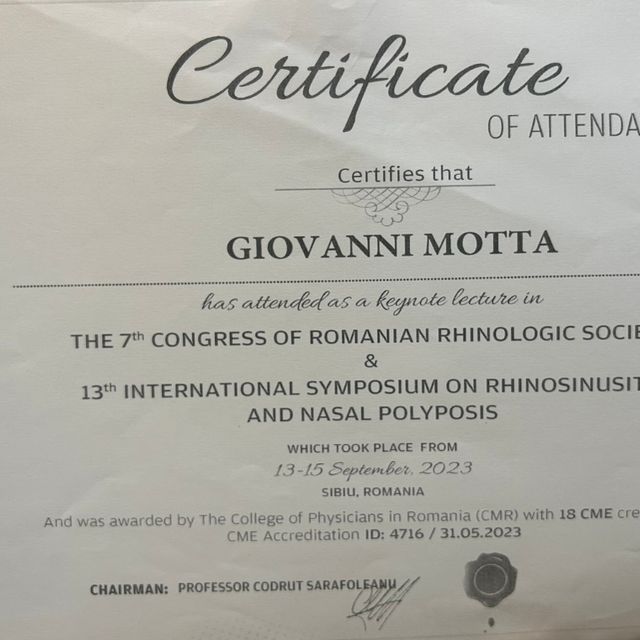 Certificate
OF ATTENDA
Certifies that
GIOVANNI MOTTA
has attended as a keynote lecture in
THE 7th CONGRESS OF ROMANIAN RHINOLOGIC SOCIE
&
13th INTERNATIONAL SYMPOSIUM ON RHINOSINUSIT
AND NASAL POLYPOSIS
WHICH TOOK PLACE FROM
13-15 September, 2023
SIBIU, ROMANIA
And was awarded by The College of Physicians in Romania (CMR) with 18 CME cre
CME Accreditation ID: 4716 / 31.05.2023
CHAIRMAN: PROFESSOR CODRUT SARAFOLEANU